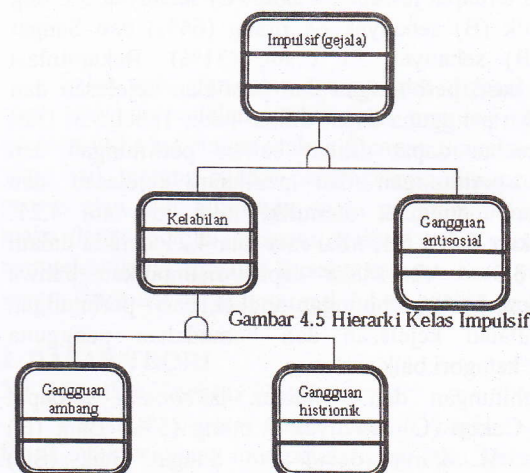 Impulsif (gejala)
Kelabilan
Gangguan
antisosial
Gambar 4.5 Hierarki Kelas Impulsif
Gangguan
ambang
Gangguan
histrionik